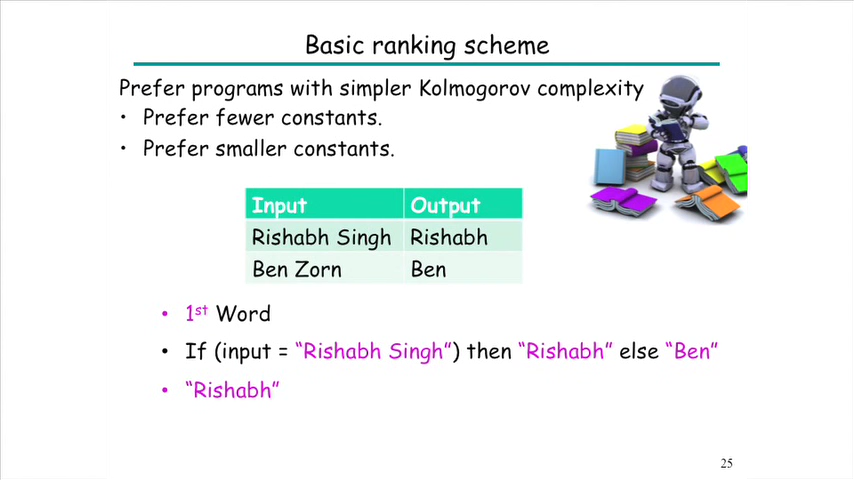 Basic ranking scheme
Prefer programs with simpler Kolmogorov complexity
• Prefer fewer constants.
• Prefer smaller constants.
Input Output
Rishabh Singh Rishabh
Ben Zorn Ben
• 1st Word
• If (input = “Rishabh Singh”) then “Rishabh” else “Ben”
• “Rishabh”
25